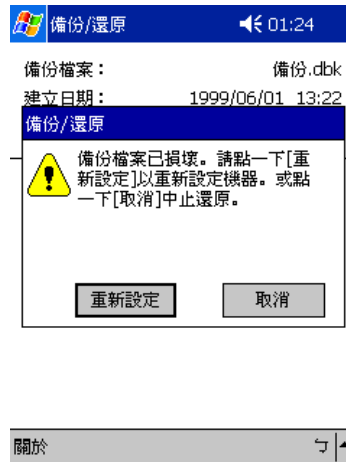 備份/還原 01:24
備份檔案： 備份.dbk
建立日期： 1999/06/01 13:22
備份/還原
備份檔案已損壞。請點一下[重
新設定]以重新設定機器。或點
一下[取消]中止還原。
重新設定 取消
關於 ㄅ